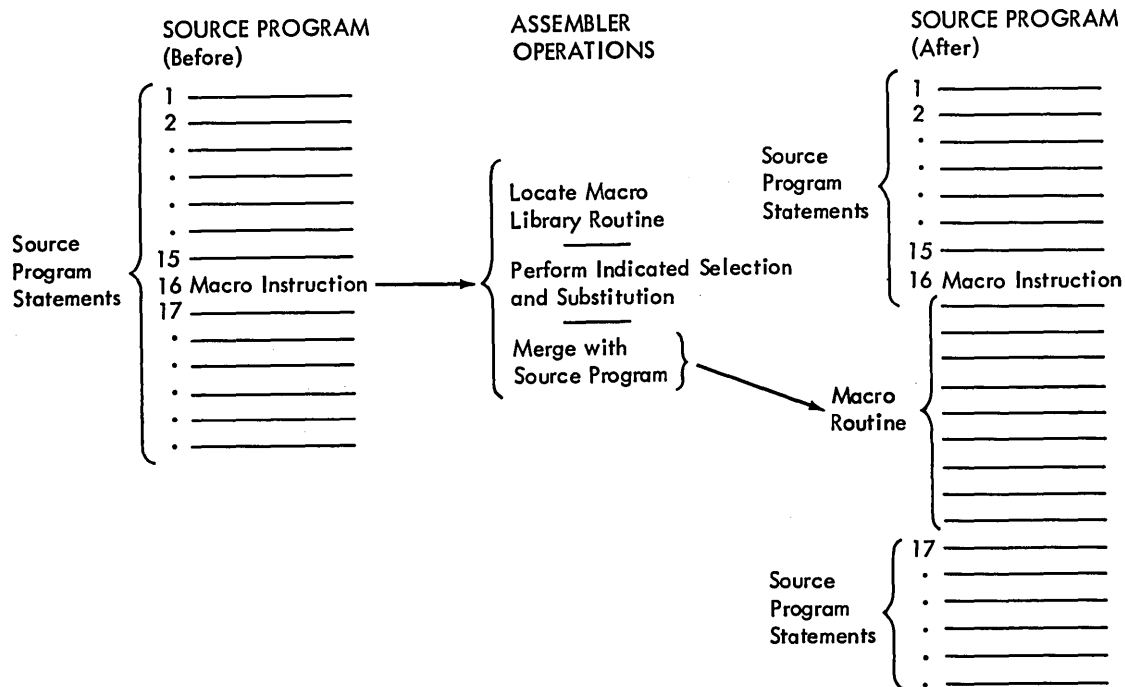 SOURCE PROGRAM
(Before)
1
2
.
.
.
.
15
16 Macro Instruction
17
.
.
.
.
.
Source
Program
Statements
ASSEMBLER
OPERATIONS
Locate Macro
Library Routine
Perform Indicated Selection
and Substitution
Merge with
Source Program
SOURCE PROGRAM
(After)
Source
Program
Statements
1
2
.
.
.
.
15
16 Macro Instruction
Macro
Routine
Source
Program
Statements
17
.
.
.
.
.